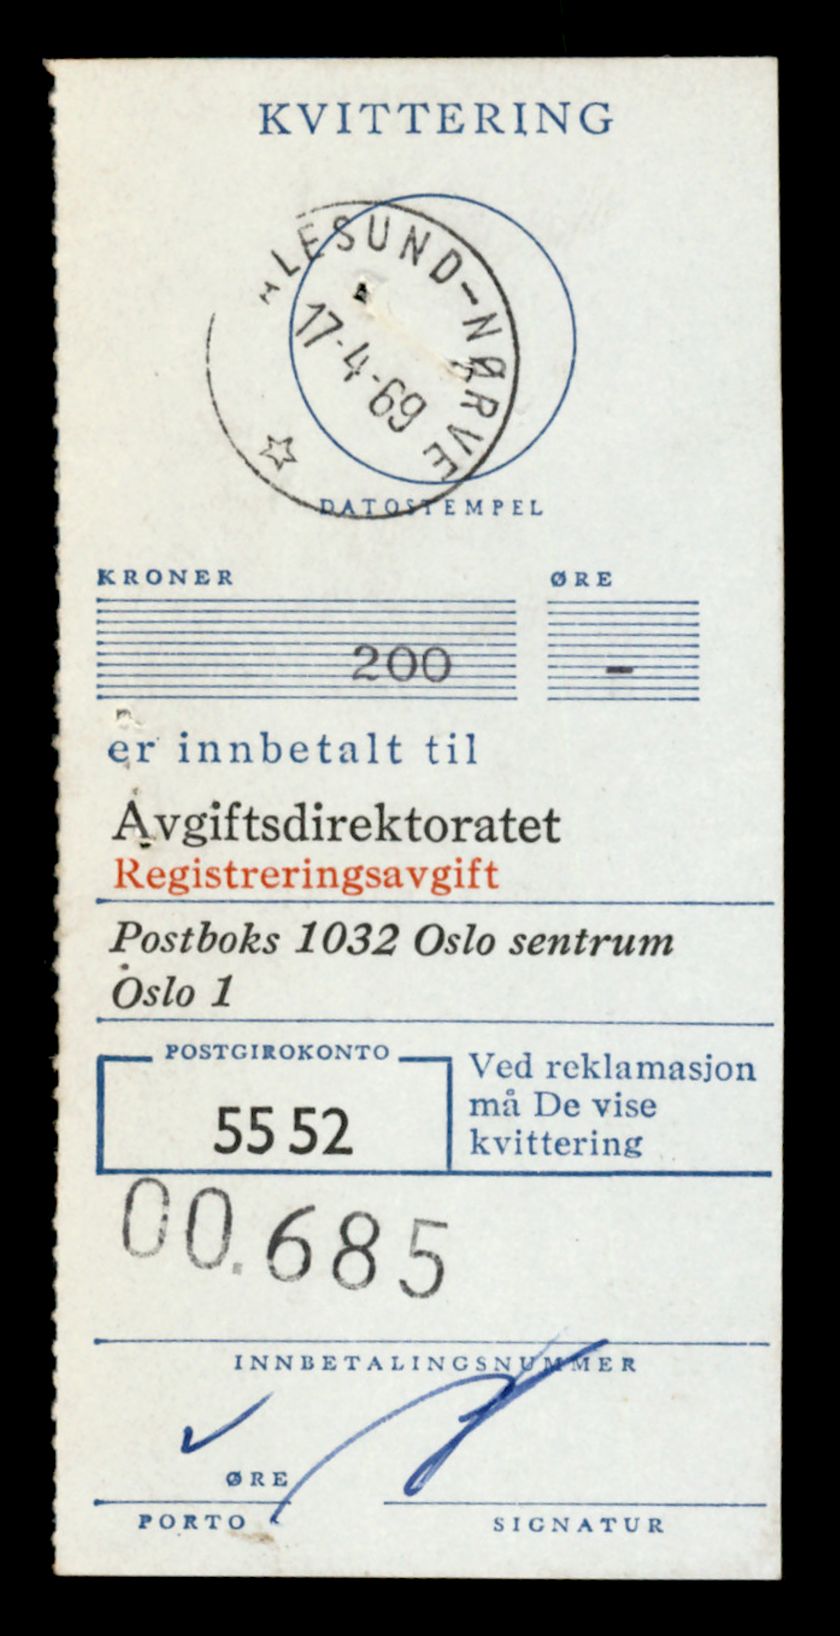 KVITTERING
ÅLESUND-NØRVE
17-4-69
DATOSTEMPEL
KRONER ØRE
200 -
er innbetalt til
Avgiftsdirektoratet
Registreringsavgift
Postboks 1032 Oslo sentrum
Oslo 1
POSTGIROKONTO
55 52
Ved reklamasjon
må De vise
kvittering
00.685
INNBETALINGSNUMMER
ØRE
PORTO SIGNATUR